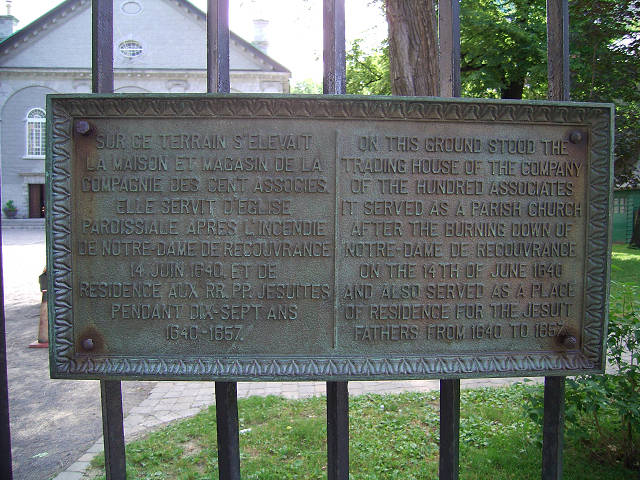 SUR CE TERRAIN S'ELEVAIT
LA MAISON ET MAGASIN DE LA
COMPAGNIE DES CENT ASSOCIES.
ELLE SERVIT D'EGLISE
PAROISSIALE APRES L'INCENDIE
DE NOTRE-DAME DE RECOUVRANCE
14 JUIN 1640, ET DE
RESIDENCE AUX RR. PP. JESUITES
PENDANT DIX-SEPT ANS
1640-1657.
ON THIS GROUND STOOD THE
TRADING HOUSE OF THE COMPANY
OF THE HUNDRED ASSOCIATES
IT SERVED AS A PARISH CHURCH
AFTER THE BURNING DOWN OF
NOTRE-DAME DE RECOUVRANCE
ON THE 14TH OF JUNE 1640
AND ALSO SERVED AS A PLACE
OF RESIDENCE FOR THE JESUIT
FATHERS FROM 1640 TO 1657.